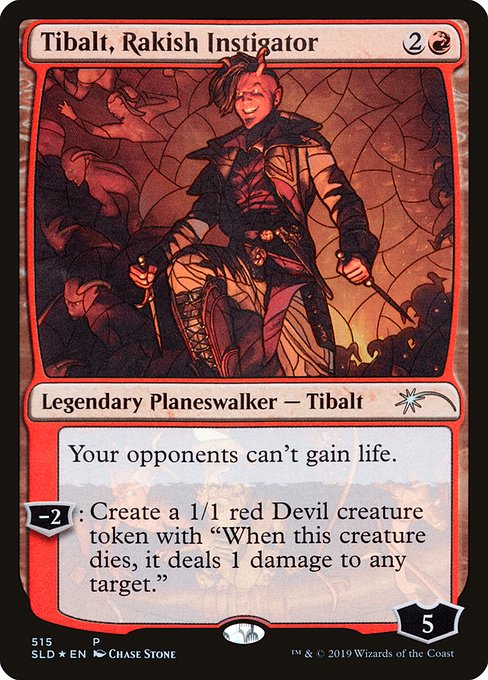 Tibalt, Rakish Instigator 2
Legendary Planeswalker — Tibalt
Your opponents can't gain life.
-2 : Create a 1/1 red Devil creature
token with "When this creature
dies, it deals 1 damage to any
target."
5
515 P
SLD ★ EN Chase Stone
™ & © 2019 Wizards of the Coast